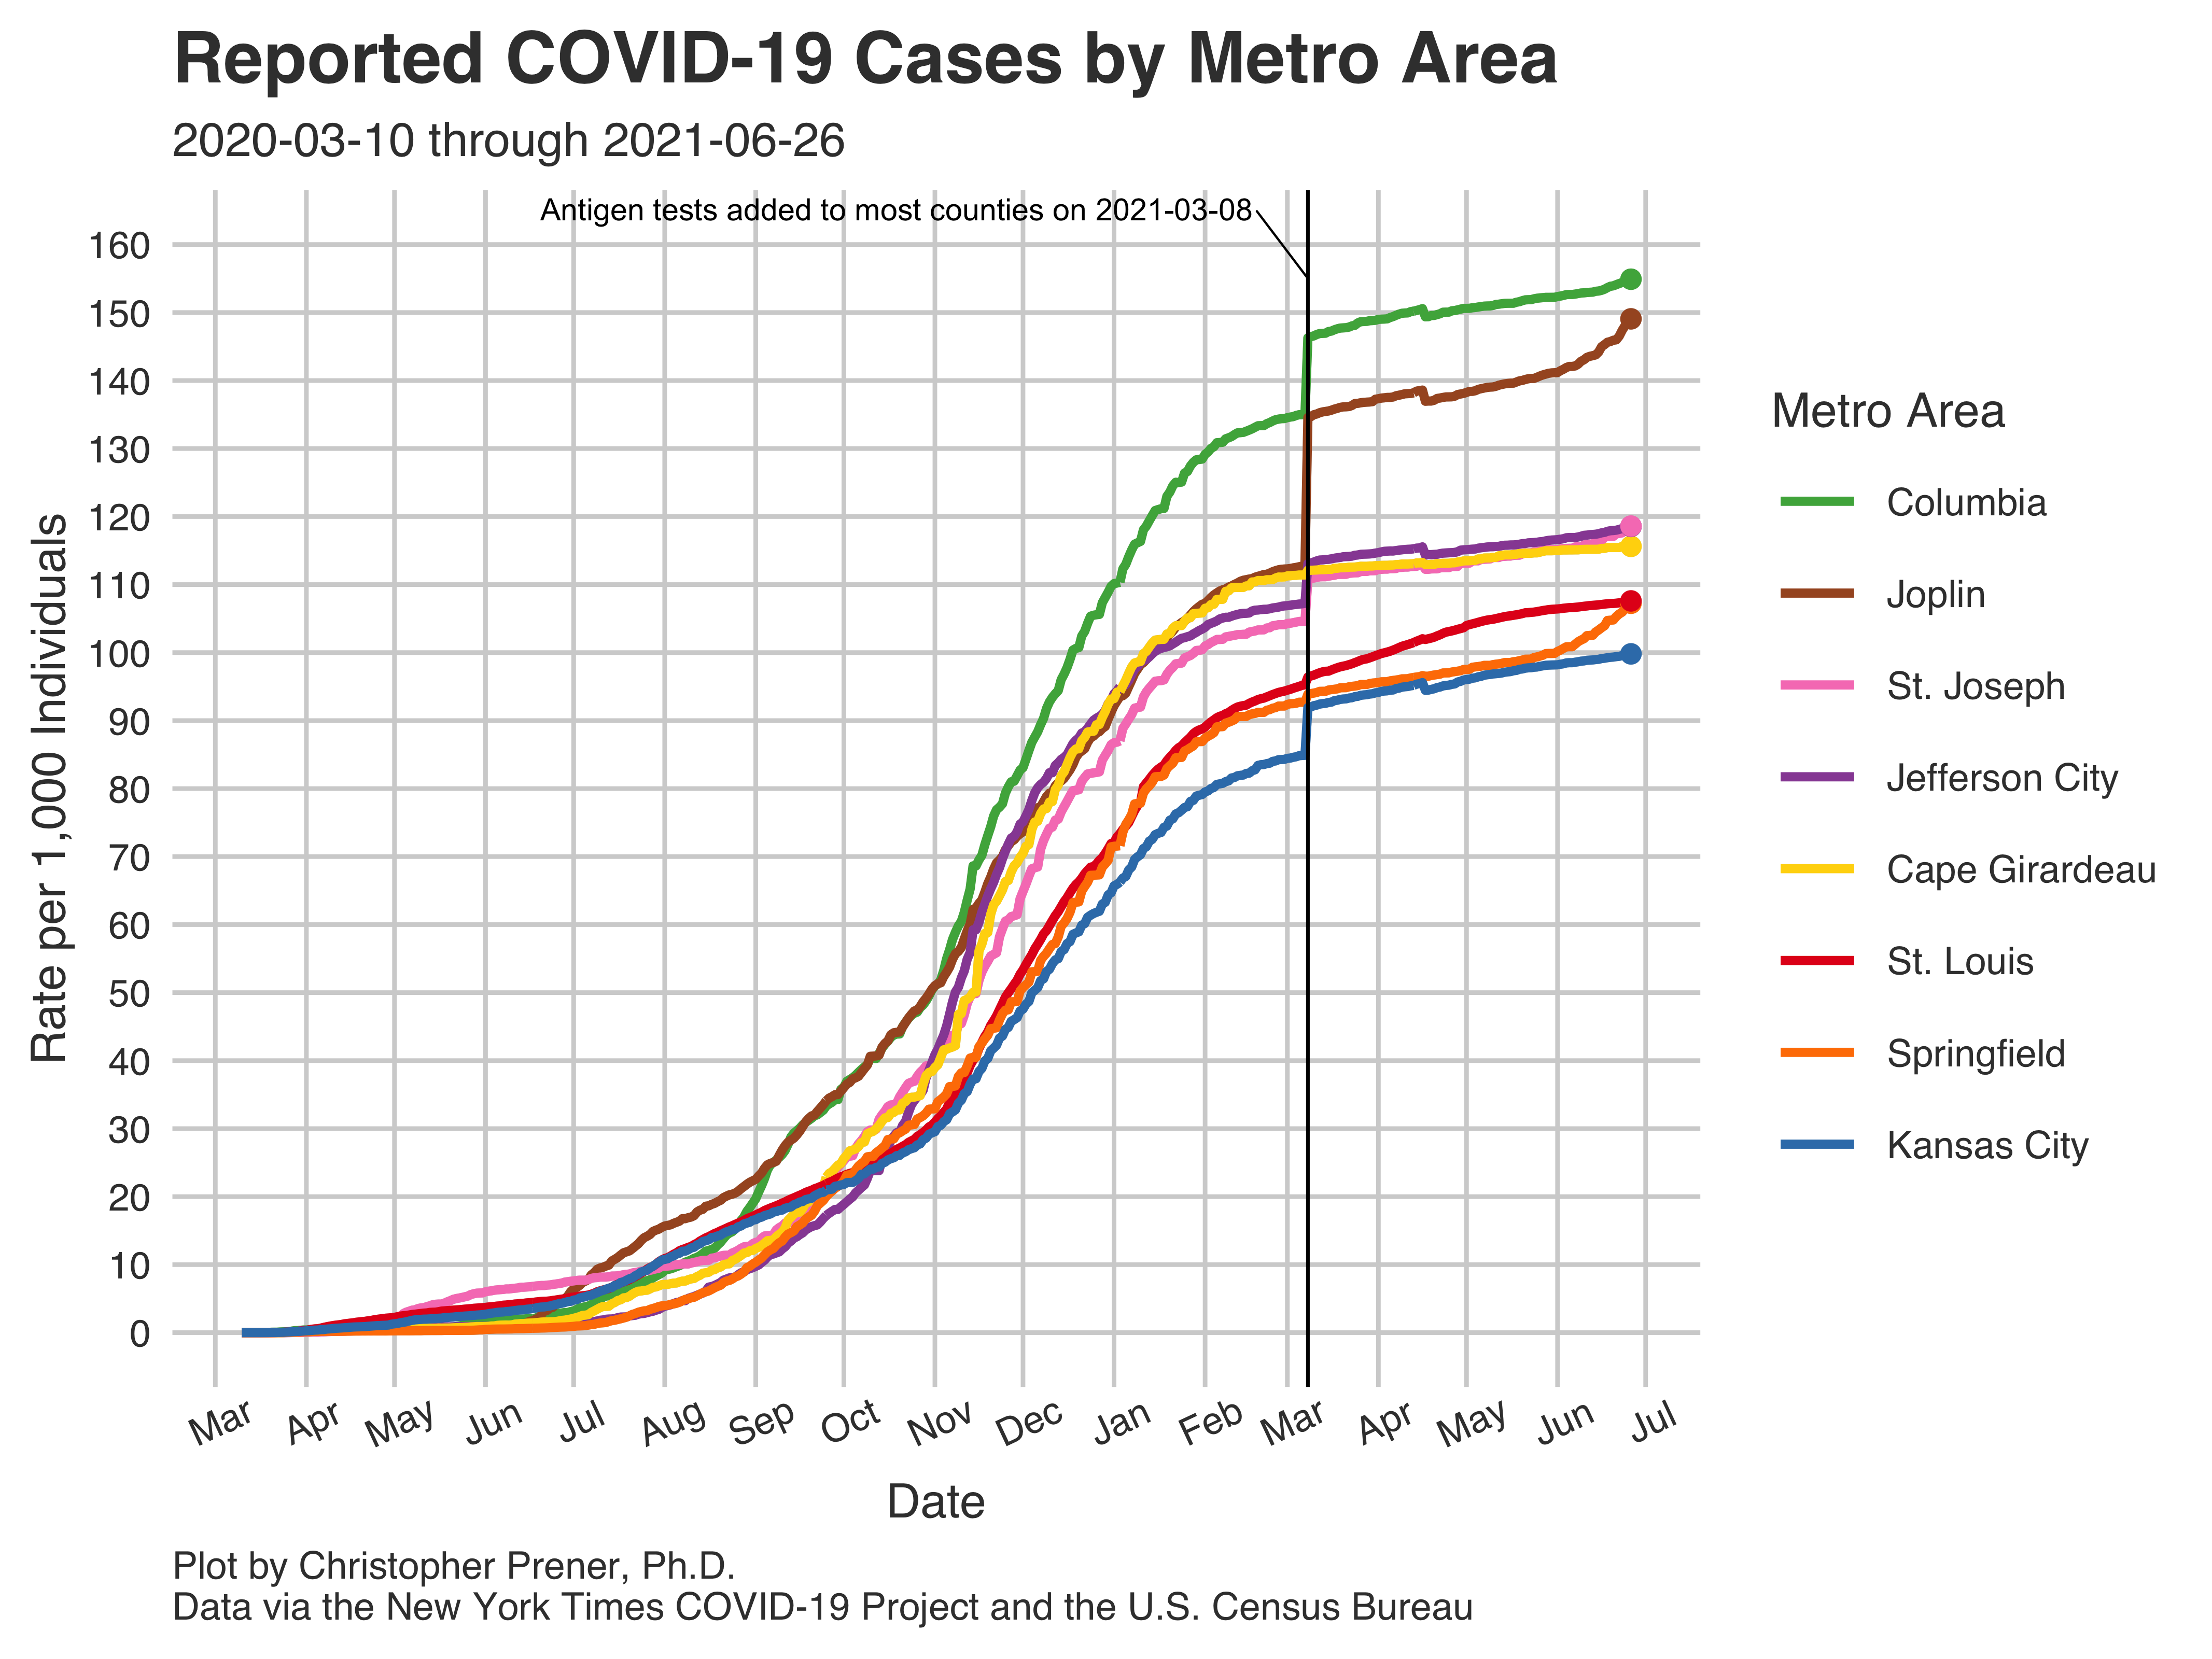 Reported COVID-19 Cases by Metro Area
2020-03-10 through 2021-06-26
Antigen tests added to most counties on 2021-03-08
160
150
140
130
120
110
100
90
80
70
60
50
40
30
20
10
0
Rate per 1,000 Individuals
Mar Apr May Jun Jul Aug Sep Oct Nov Dec Jan Feb Mar Apr May Jun Jul
Date
Metro Area
Columbia
Joplin
St. Joseph
Jefferson City
Cape Girardeau
St. Louis
Springfield
Kansas City
Plot by Christopher Prener, Ph.D.
Data via the New York Times COVID-19 Project and the U.S. Census Bureau